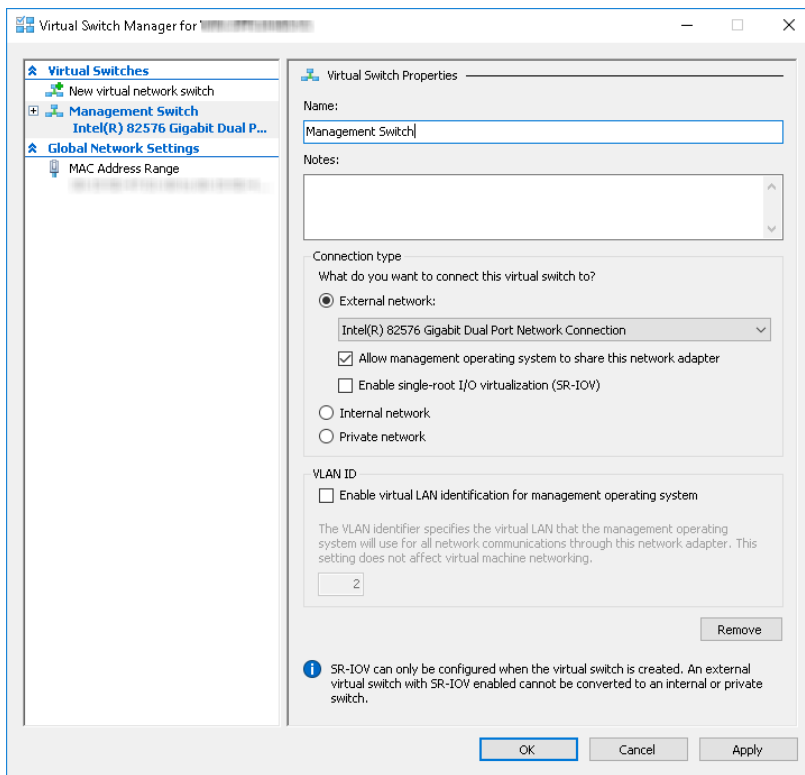 Virtual Switch Manager for
Virtual Switches
New virtual network switch
Management Switch
Intel(R) 82576 Gigabit Dual P...
Global Network Settings
MAC Address Range
Virtual Switch Properties
Name:
Management Switch
Notes:
Connection type
What do you want to connect this virtual switch to?
External network:
Intel(R) 82576 Gigabit Dual Port Network Connection
Allow management operating system to share this network adapter
Enable single-root I/O virtualization (SR-IOV)
Internal network
Private network
VLAN ID
Enable virtual LAN identification for management operating system
The VLAN identifier specifies the virtual LAN that the management operating
system will use for all network communications through this network adapter. This
setting does not affect virtual machine networking.
2
Remove
SR-IOV can only be configured when the virtual switch is created. An external
virtual switch with SR-IOV enabled cannot be converted to an internal or private
switch.
OK
Cancel
Apply